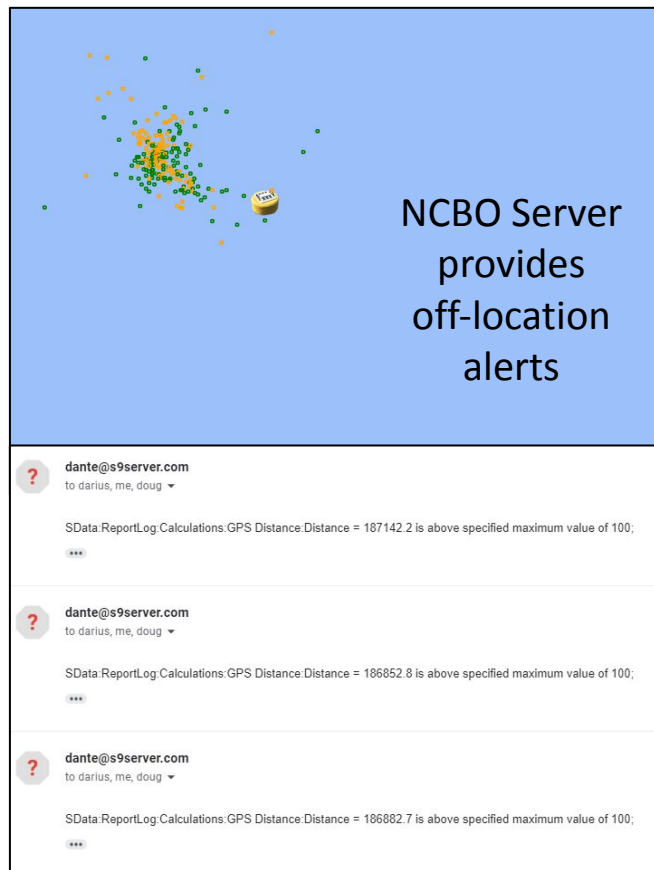 NCBO Server
provides
off-location
alerts
?
dante@s9server.com
to darius, me, doug
SData:ReportLog:Calculations:GPS Distance:Distance = 187142.2 is above specified maximum value of 100;
?
dante@s9server.com
to darius, me, doug
SData:ReportLog:Calculations:GPS Distance:Distance = 186852.8 is above specified maximum value of 100;
?
dante@s9server.com
to darius, me, doug
SData:ReportLog:Calculations:GPS Distance:Distance = 186882.7 is above specified maximum value of 100;